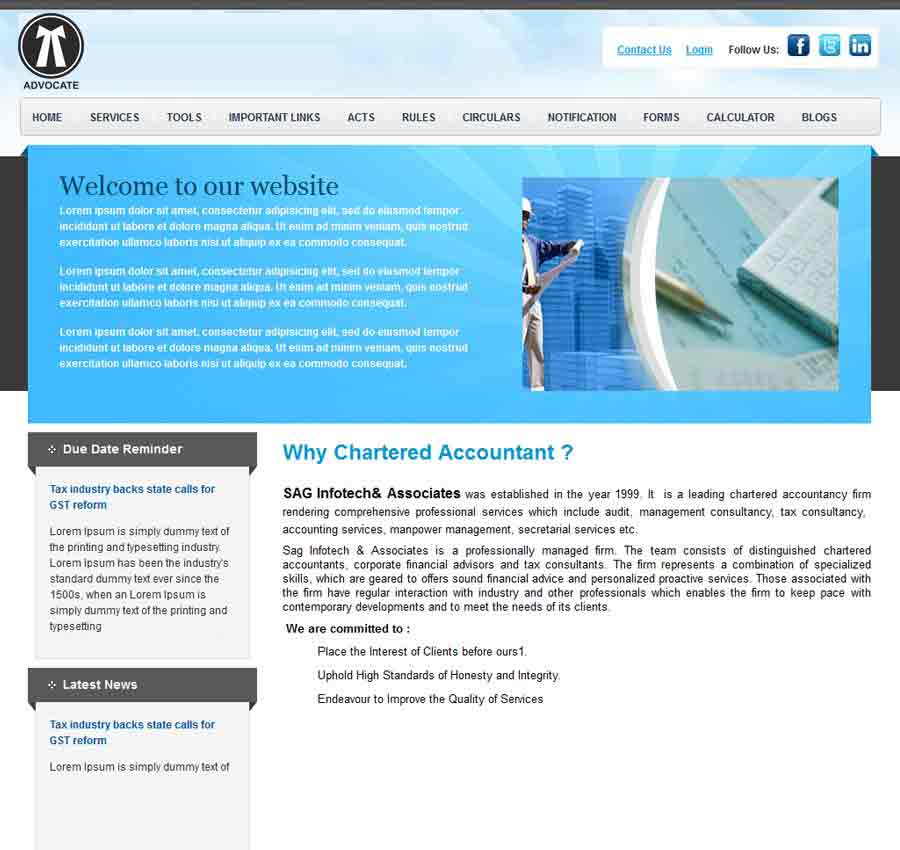 ADVOCATE
Contact Us Login Follow Us:
HOME SERVICES TOOLS IMPORTANT LINKS ACTS RULES CIRCULARS NOTIFICATION FORMS CALCULATOR BLOGS
Welcome to our website
Lorem ipsum dolor sit amet, consectetur adipisicing elit, sed do eiusmod tempor
incididunt ut labore et dolore magna aliqua. Ut enim ad minim veniam, quis nostrud
exercitation ullamco laboris nisi ut aliquip ex ea commodo consequat.
Lorem ipsum dolor sit amet, consectetur adipisicing elit, sed do eiusmod tempor
incididunt ut labore et dolore magna aliqua. Ut enim ad minim veniam, quis nostrud
exercitation ullamco laboris nisi ut aliquip ex ea commodo consequat.
Lorem ipsum dolor sit amet, consectetur adipisicing elit, sed do eiusmod tempor
incididunt ut labore et dolore magna aliqua. Ut enim ad minim veniam, quis nostrud
exercitation ullamco laboris nisi ut aliquip ex ea commodo consequat.
Due Date Reminder
Tax industry backs state calls for
GST reform
Lorem Ipsum is simply dummy text of
the printing and typesetting industry.
Lorem Ipsum has been the industry's
standard dummy text ever since the
1500s, when an Lorem Ipsum is
simply dummy text of the printing and
typesetting
Latest News
Tax industry backs state calls for
GST reform
Lorem Ipsum is simply dummy text of
Why Chartered Accountant ?
SAG Infotech& Associates was established in the year 1999. It is a leading chartered accountancy firm
rendering comprehensive professional services which include audit, management consultancy, tax consultancy,
accounting services, manpower management, secretarial services etc.
Sag Infotech & Associates is a professionally managed firm. The team consists of distinguished chartered
accountants, corporate financial advisors and tax consultants. The firm represents a combination of specialized
skills, which are geared to offers sound financial advice and personalized proactive services. Those associated with
the firm have regular interaction with industry and other professionals which enables the firm to keep pace with
contemporary developments and to meet the needs of its clients.
We are committed to :
Place the Interest of Clients before ours1.
Uphold High Standards of Honesty and Integrity.
Endeavour to Improve the Quality of Services